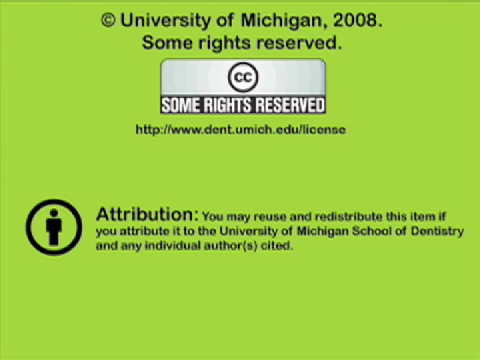 © University of Michigan, 2008.
Some rights reserved.
cc
SOME RIGHTS RESERVED
http://www.dent.umich.edu/license
Attribution: You may reuse and redistribute this item if
you attribute it to the University of Michigan School of Dentistry
and any individual author(s) cited.